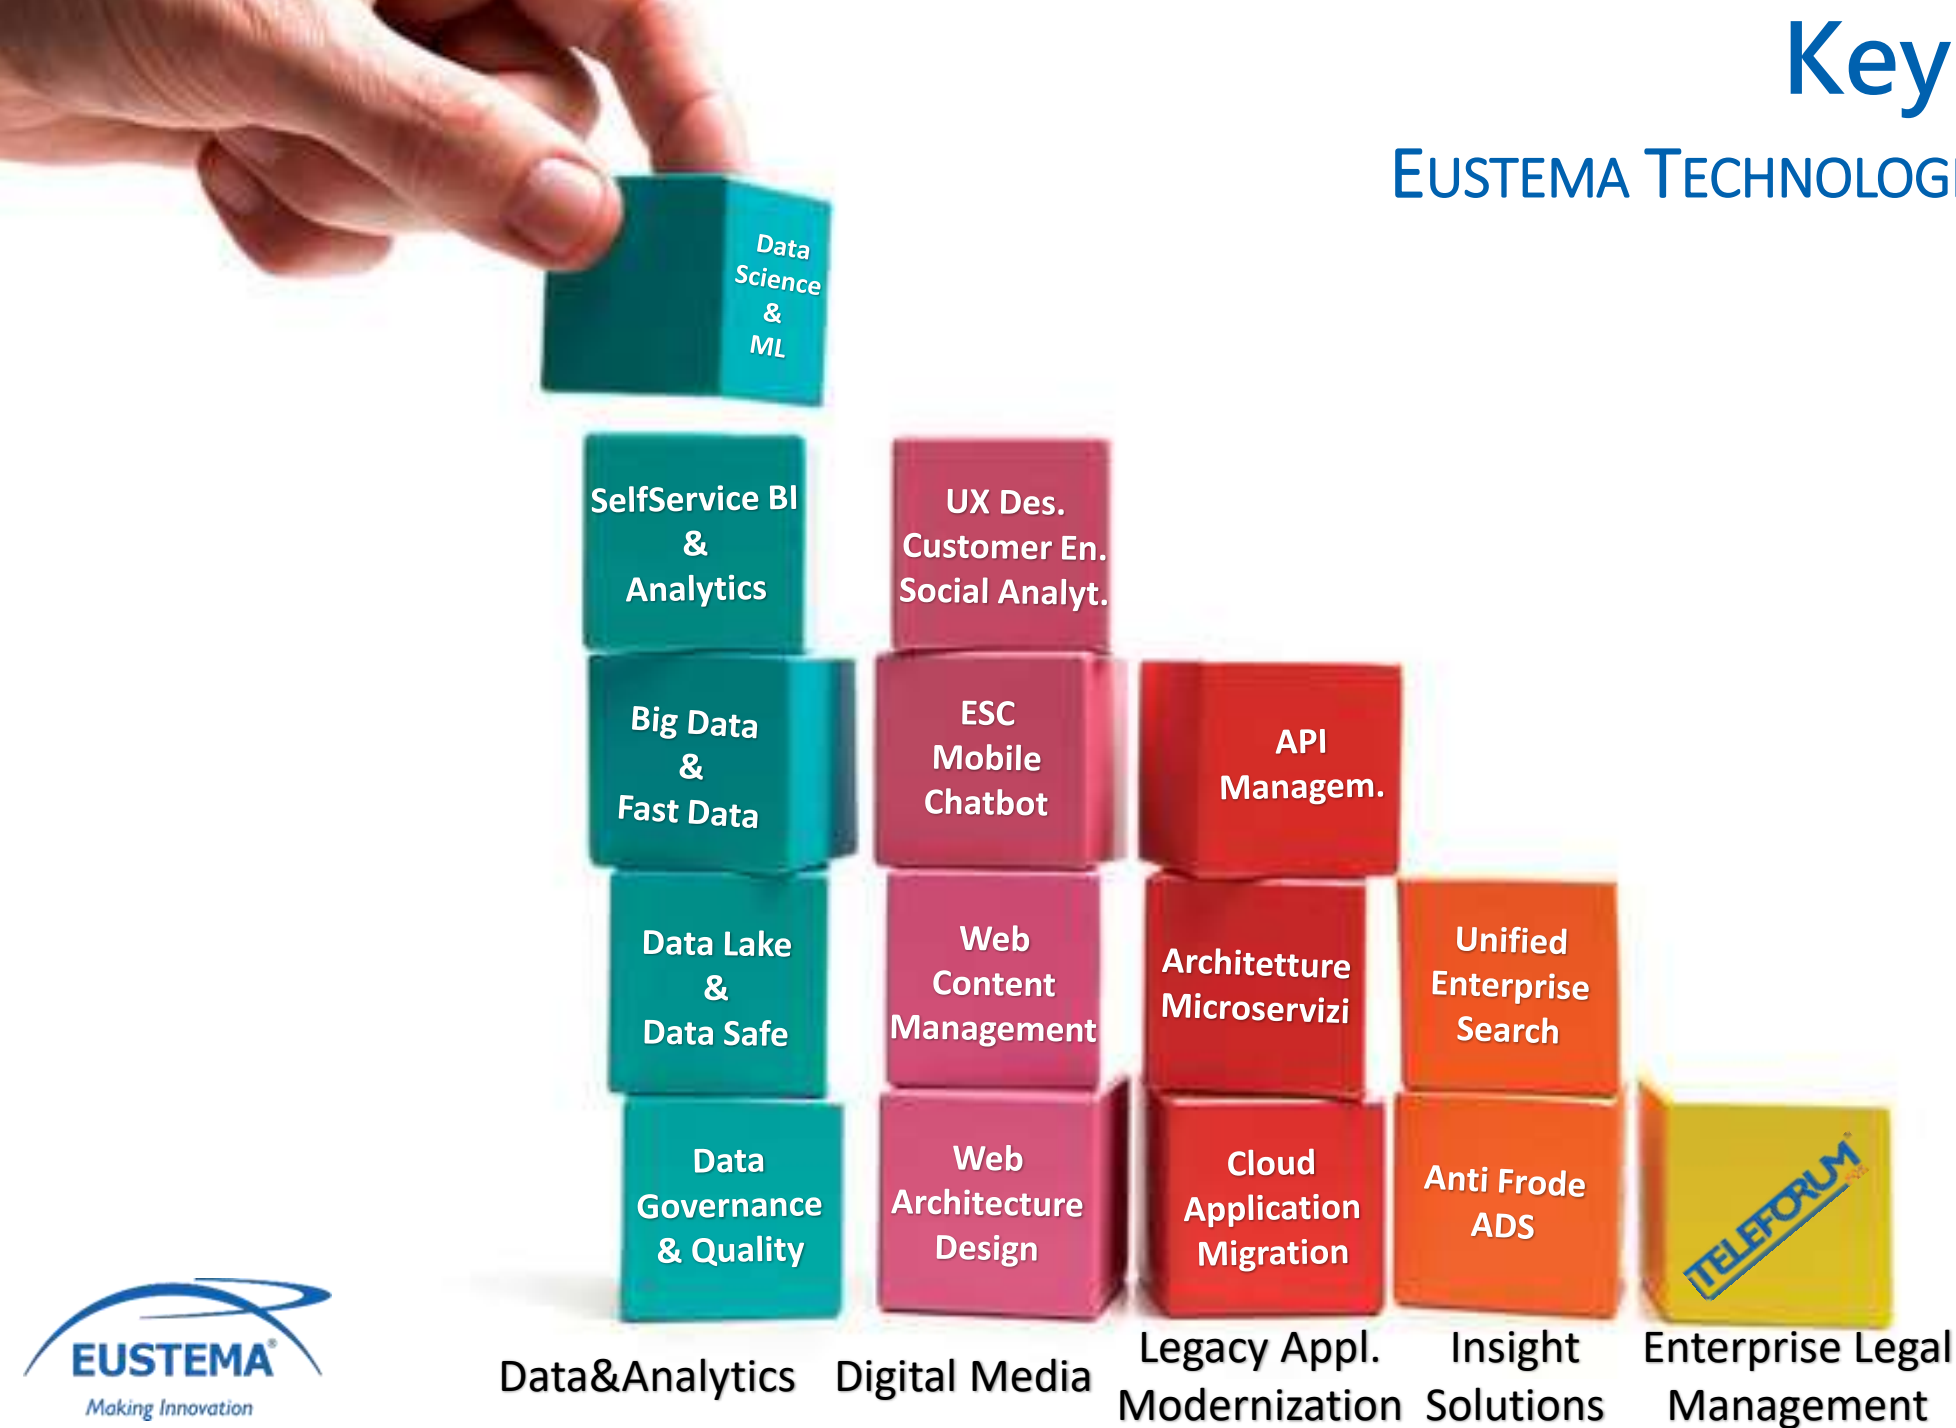 Key
EUSTEMA TECHNOLOGI
Data
Science
&
ML
SelfService BI
&
Analytics
Big Data
&
Fast Data
Data Lake
&
Data Safe
Data
Governance
& Quality
UX Des.
Customer En.
Social Analyt.
ESC
Mobile
Chatbot
Web
Content
Management
Web
Architecture
Design
API
Managem.
Architetture
Microservizi
Cloud
Application
Migration
Unified
Enterprise
Search
Anti Frode
ADS
TELEFORUM
Data&Analytics
Digital Media
Legacy Appl.
Modernization
Insight
Solutions
Enterprise Legal
Management
EUSTEMA®
Making Innovation